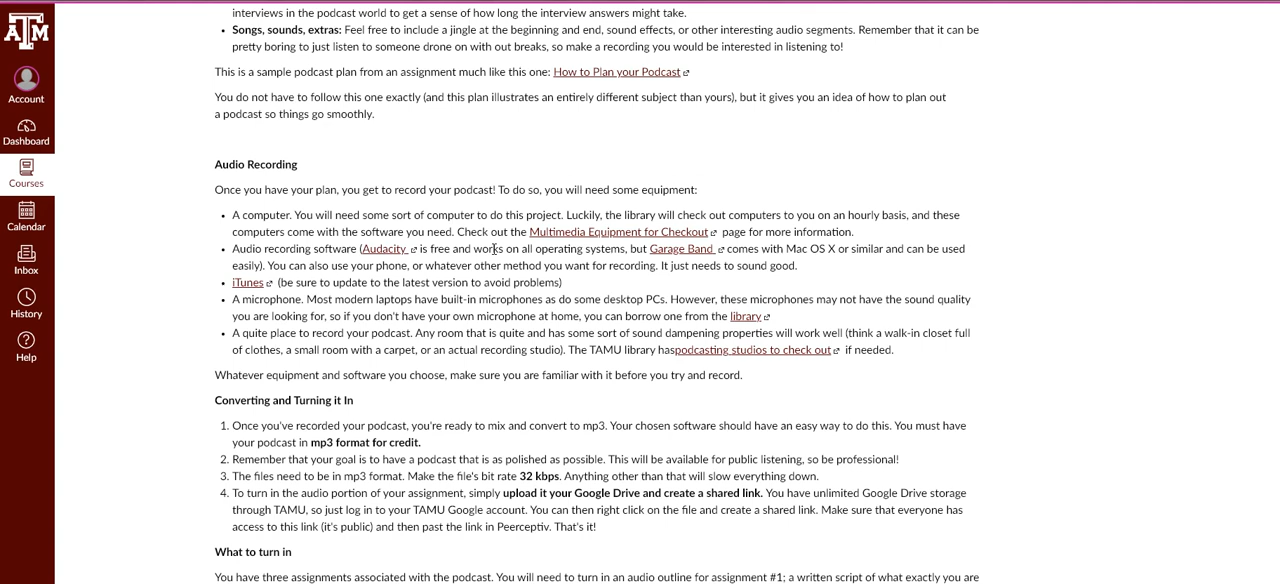 interviews in the podcast world to get a sense of how long the interview answers might take.
• Songs, sounds, extras: Feel free to include a jingle at the beginning and end, sound effects, or other interesting audio segments. Remember that it can be
pretty boring to just listen to someone drone on with out breaks, so make a recording you would be interested in listening to!
This is a sample podcast plan from an assignment much like this one: How to Plan your Podcast
You do not have to follow this one exactly (and this plan illustrates an entirely different subject than yours), but it gives you an idea of how to plan out
a podcast so things go smoothly.
Audio Recording
Once you have your plan, you get to record your podcast! To do so, you will need some equipment:
• A computer. You will need some sort of computer to do this project. Luckily, the library will check out computers to you on an hourly basis, and these
computers come with the software you need. Check out the Multimedia Equipment for Checkout page for more information.
• Audio recording software (Audacity is free and works on all operating systems, but Garage Band comes with Mac OS X or similar and can be used
easily). You can also use your phone, or whatever other method you want for recording. It just needs to sound good.
• iTunes (be sure to update to the latest version to avoid problems)
• A microphone. Most modern laptops have built-in microphones as do some desktop PCs. However, these microphones may not have the sound quality
you are looking for, so if you don't have your own microphone at home, you can borrow one from the library
• A quite place to record your podcast. Any room that is quite and has some sort of sound dampening properties will work well (think a walk-in closet full
of clothes, a small room with a carpet, or an actual recording studio). The TAMU library haspodcasting studios to check out if needed.
Whatever equipment and software you choose, make sure you are familiar with it before you try and record.
Converting and Turning it In
1. Once you've recorded your podcast, you're ready to mix and convert to mp3. Your chosen software should have an easy way to do this. You must have
your podcast in mp3 format for credit.
2. Remember that your goal is to have a podcast that is as polished as possible. This will be available for public listening, so be professional!
3. The files need to be in mp3 format. Make the file's bit rate 32 kbps. Anything other than that will slow everything down.
4. To turn in the audio portion of your assignment, simply upload it your Google Drive and create a shared link. You have unlimited Google Drive storage
through TAMU, so just log in to your TAMU Google account. You can then right click on the file and create a shared link. Make sure that everyone has
access to this link (it's public) and then past the link in Peerceptiv. That's it!
What to turn in
You have three assignments associated with the podcast. You will need to turn in an audio outline for assignment #1; a written script of what exactly you are
ATM
Account
Dashboard
Courses
Calendar
Inbox
History
Help